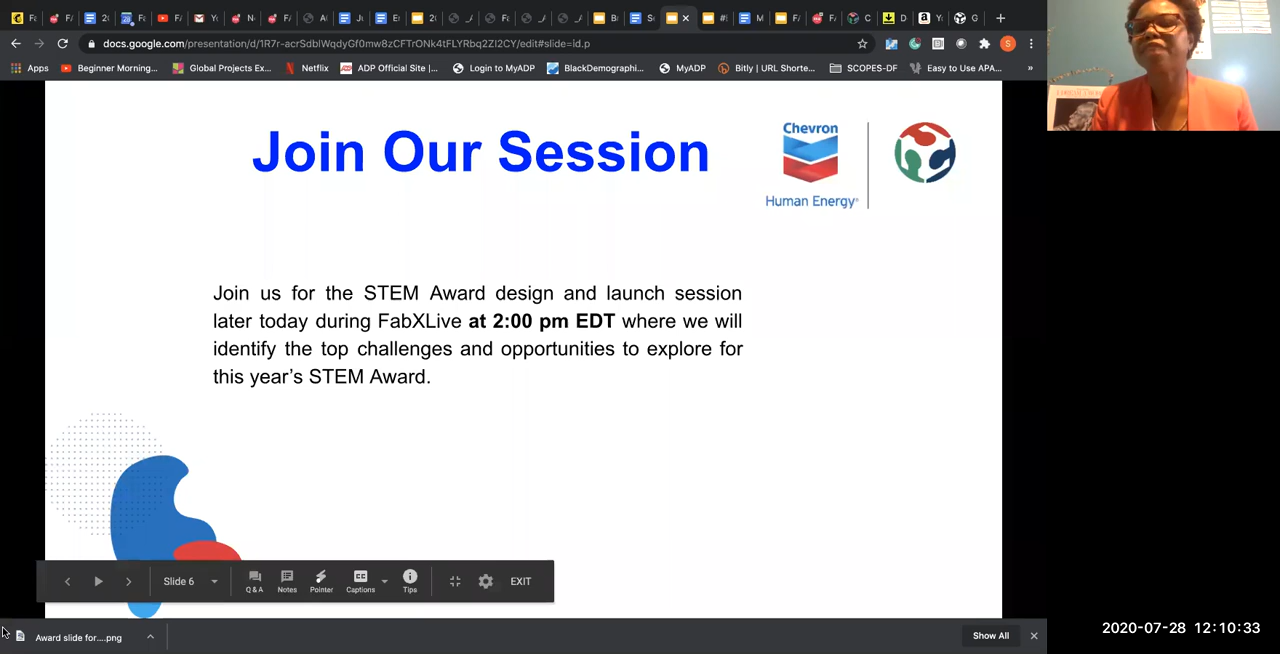 docs.google.com/presentation/d/1R7r-acrSdbIWqdyGf0mw8zCFTrONk4tFLYRbq2ZI2CY/edit#slide=id.p
Apps
Beginner Morning...
Global Projects Ex...
Netflix
ADP Official Site |...
Login to MyADP
BlackDemographi...
MyADP
Bitly | URL Shorte...
SCOPES-DF
Easy to Use APA...
»
Join Our Session
Chevron
Human Energy®
Join us for the STEM Award design and launch session
later today during FabXLive at 2:00 pm EDT where we will
identify the top challenges and opportunities to explore for
this year's STEM Award.
Slide 6
Q & A
Notes
Pointer
Captions
Tips
EXIT
Award slide for....png
Show All
2020-07-28 12:10:33